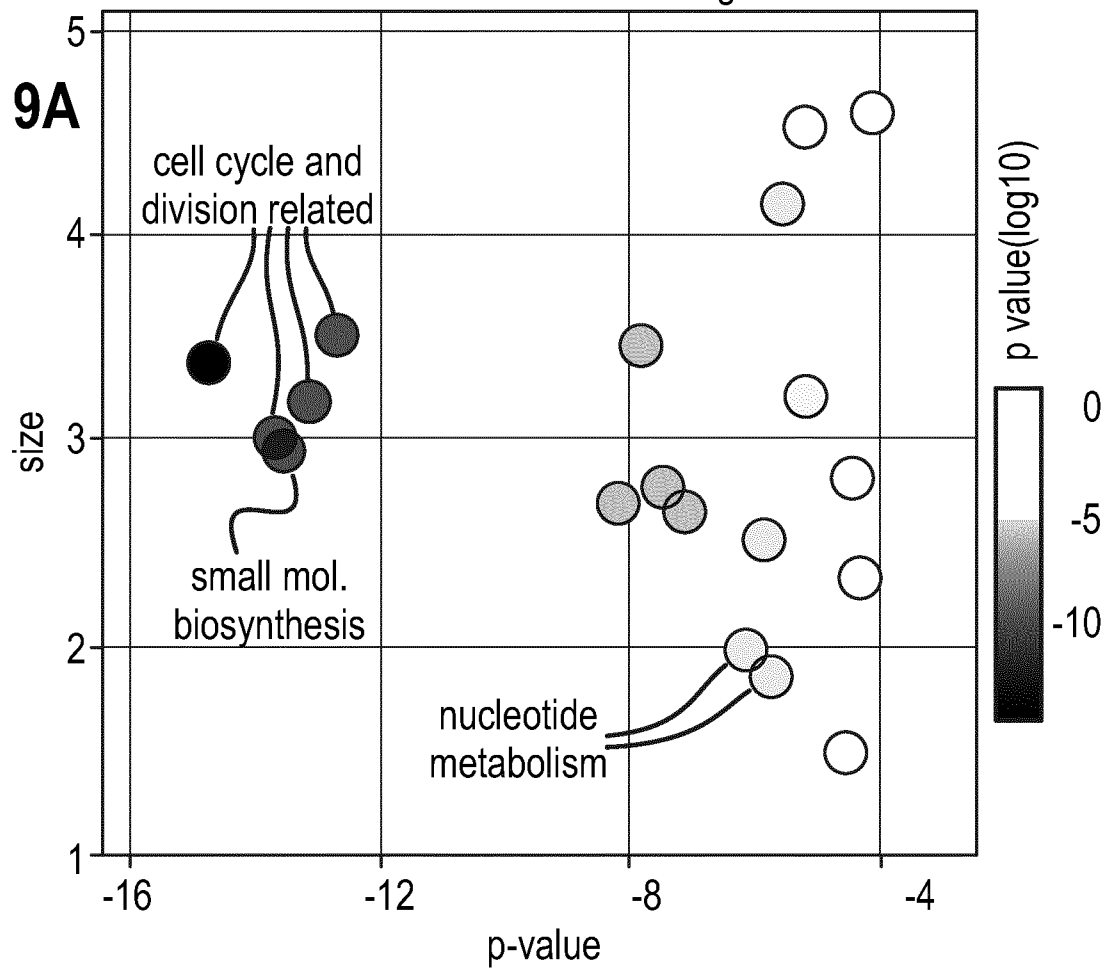 5
9A
cell cycle and
division related
4
size
3
small mol.
biosynthesis
2
nucleotide
metabolism
1
-16
-12
-8
-4
p-value
p value(log10)
0
-5
-10